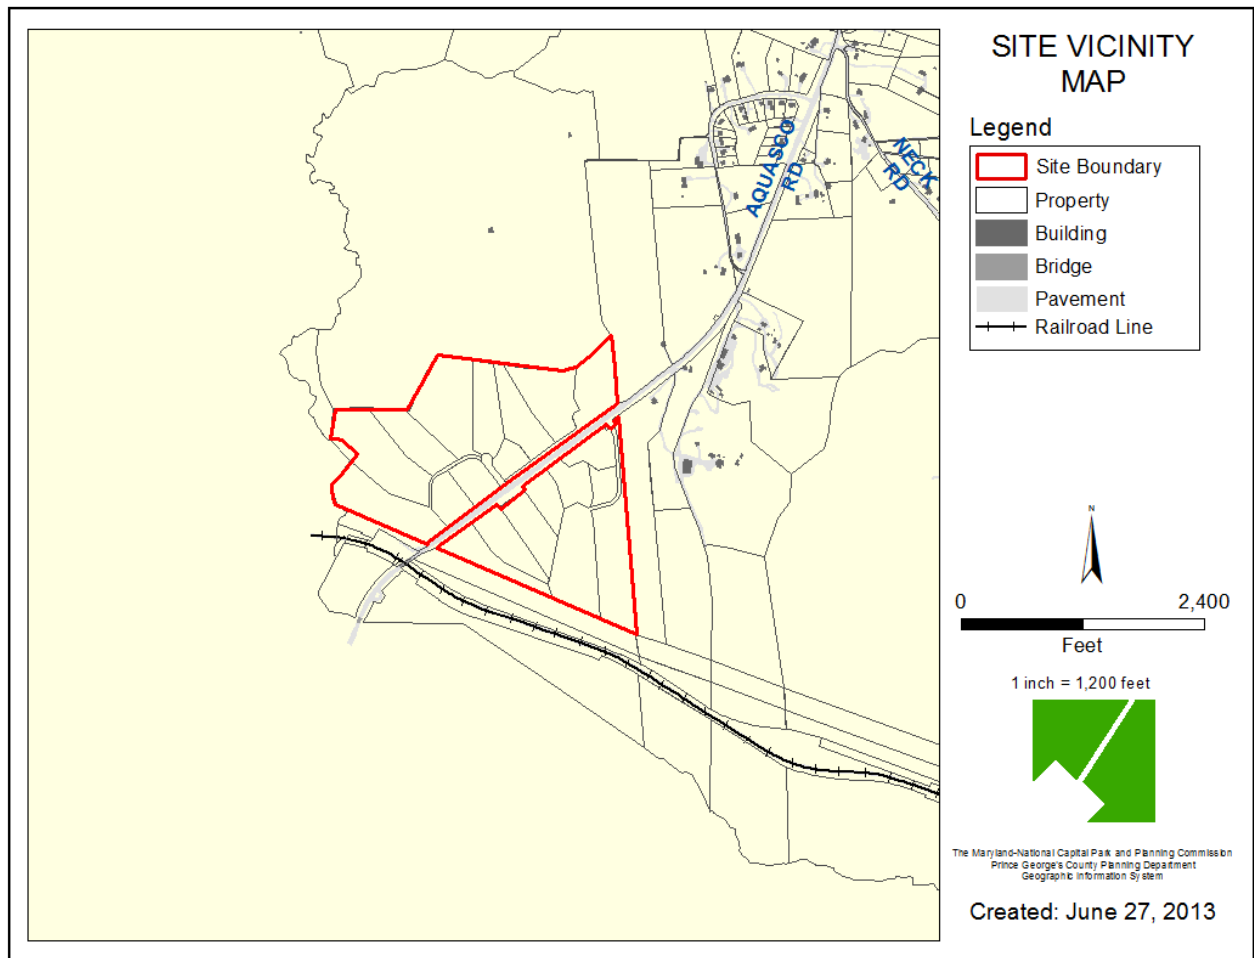 SITE VICINITY
MAP
Legend
Site Boundary
Property
Building
Bridge
Pavement
Railroad Line
AQUASCO
RD
NECK
RD
N
0 2,400
Feet
1 inch = 1,200 feet
The Maryland-National Capital Park and Planning Commission
Prince George's County Planning Department
Geographic Information System
Created: June 27, 2013